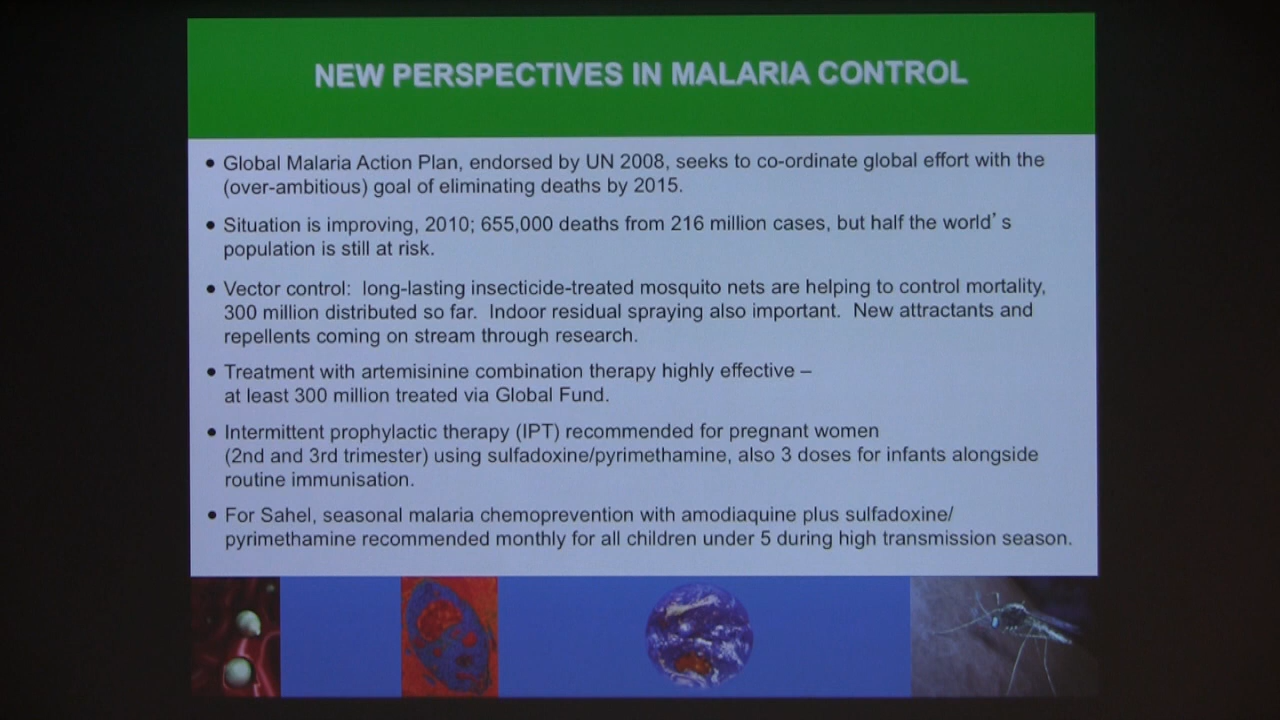 NEW PERSPECTIVES IN MALARIA CONTROL
• Global Malaria Action Plan, endorsed by UN 2008, seeks to co-ordinate global effort with the
(over-ambitious) goal of eliminating deaths by 2015.
• Situation is improving, 2010; 655,000 deaths from 216 million cases, but half the world's
population is still at risk.
• Vector control:  long-lasting insecticide-treated mosquito nets are helping to control mortality,
300 million distributed so far.  Indoor residual spraying also important.  New attractants and
repellents coming on stream through research.
• Treatment with artemisinine combination therapy highly effective –
at least 300 million treated via Global Fund.
• Intermittent prophylactic therapy (IPT) recommended for pregnant women
(2nd and 3rd trimester) using sulfadoxine/pyrimethamine, also 3 doses for infants alongside
routine immunisation.
• For Sahel, seasonal malaria chemoprevention with amodiaquine plus sulfadoxine/
pyrimethamine recommended monthly for all children under 5 during high transmission season.